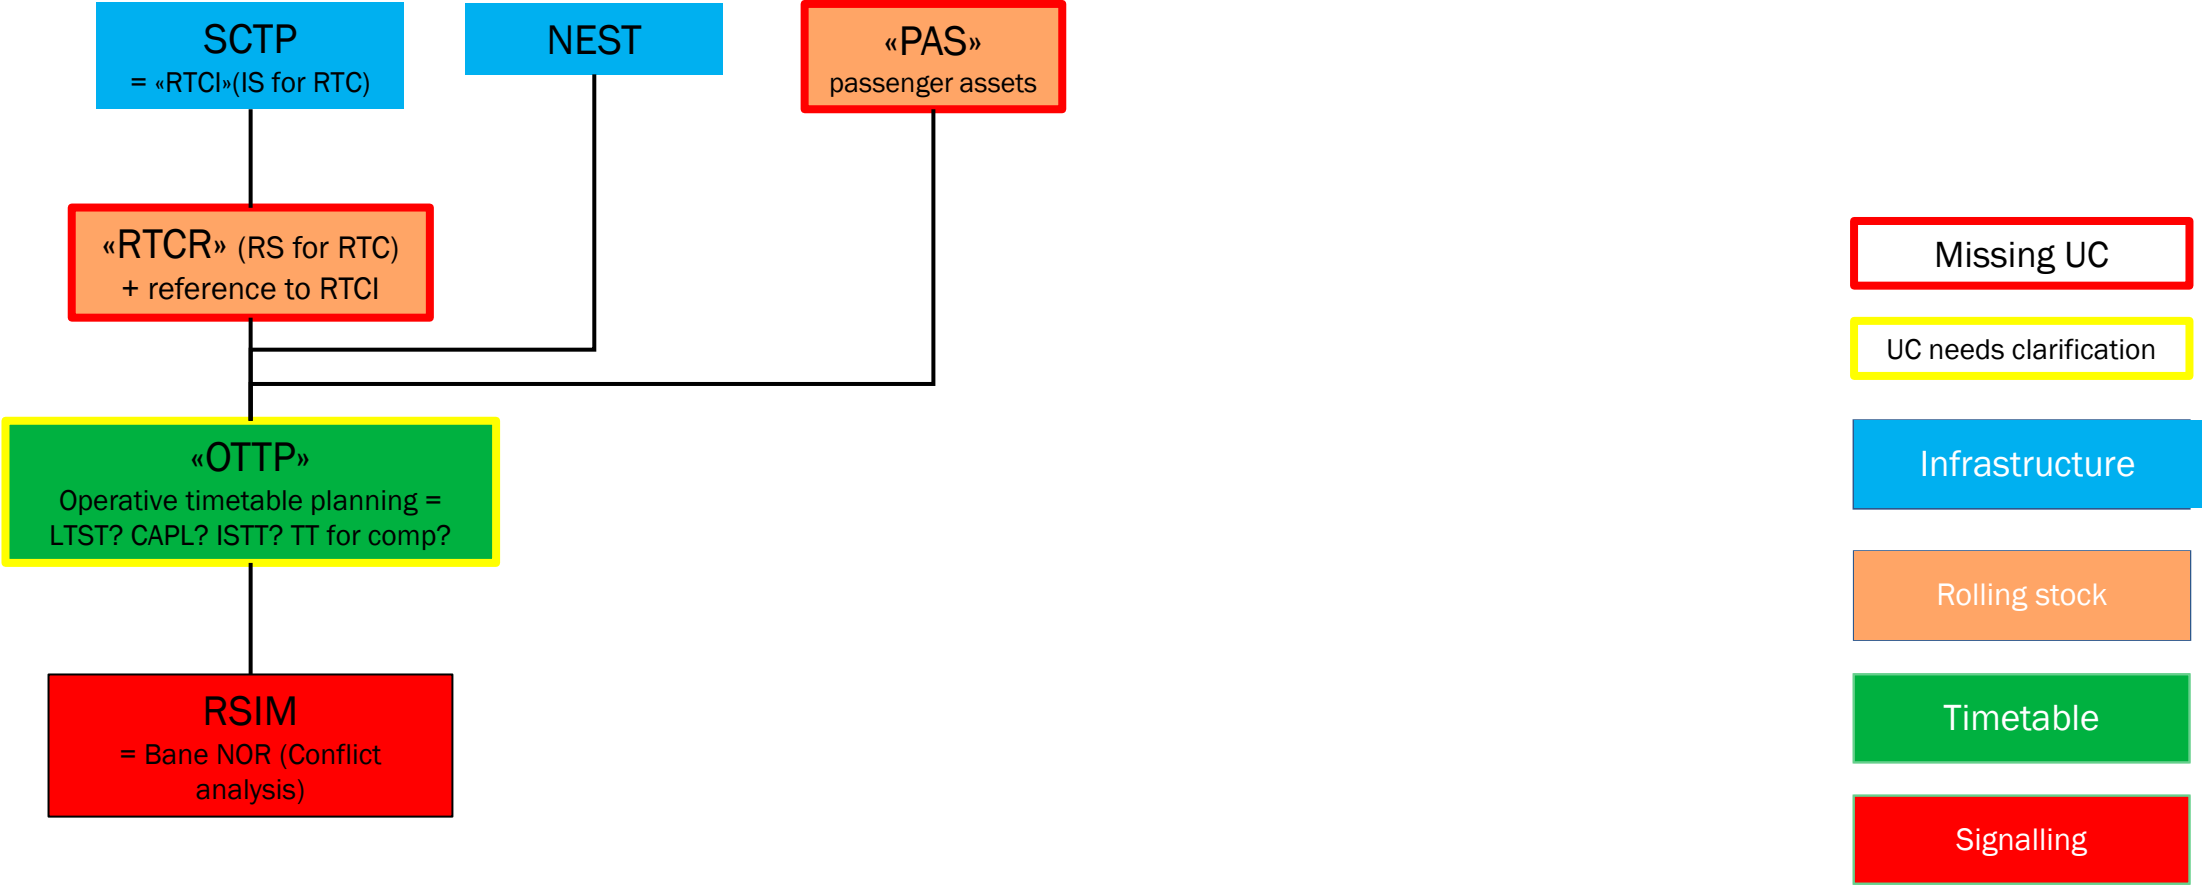 SCTP
= «RTCI»(IS for RTC)
NEST
«PAS»
passenger assets
«RTCR» (RS for RTC)
+ reference to RTCI
«OTTP»
Operative timetable planning =
LTST? CAPL? ISTT? TT for comp?
RSIM
= Bane NOR (Conflict
analysis)
Missing UC
UC needs clarification
Infrastructure
Rolling stock
Timetable
Signalling